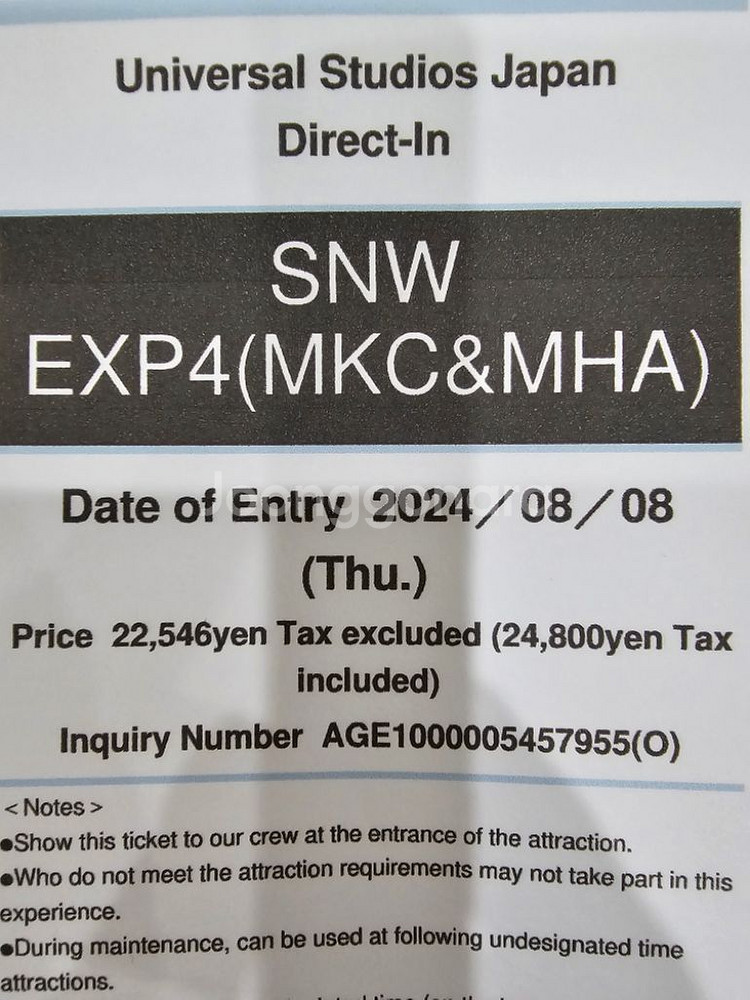 Universal Studios Japan
Direct-In
SNW
EXP4(MKC&MHA)
Date of Entry 2024/08/08
(Thu.)
Price 22,546yen Tax excluded (24,800yen Tax
included)
Inquiry Number AGE1000005457955(O)
<Notes>
●Show this ticket to our crew at the entrance of the attraction.
●Who do not meet the attraction requirements may not take part in this
experience.
●During maintenance, can be used at following undesignated time
attractions.